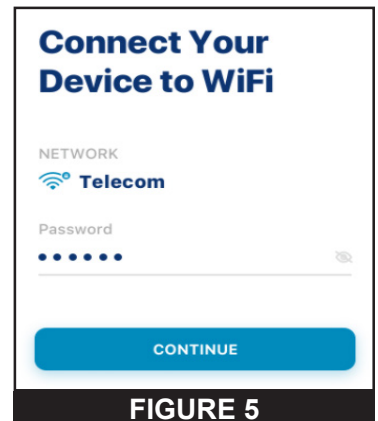 Connect Your
Device to WiFi
NETWORK
Telecom
Password
••••••
CONTINUE
FIGURE 5